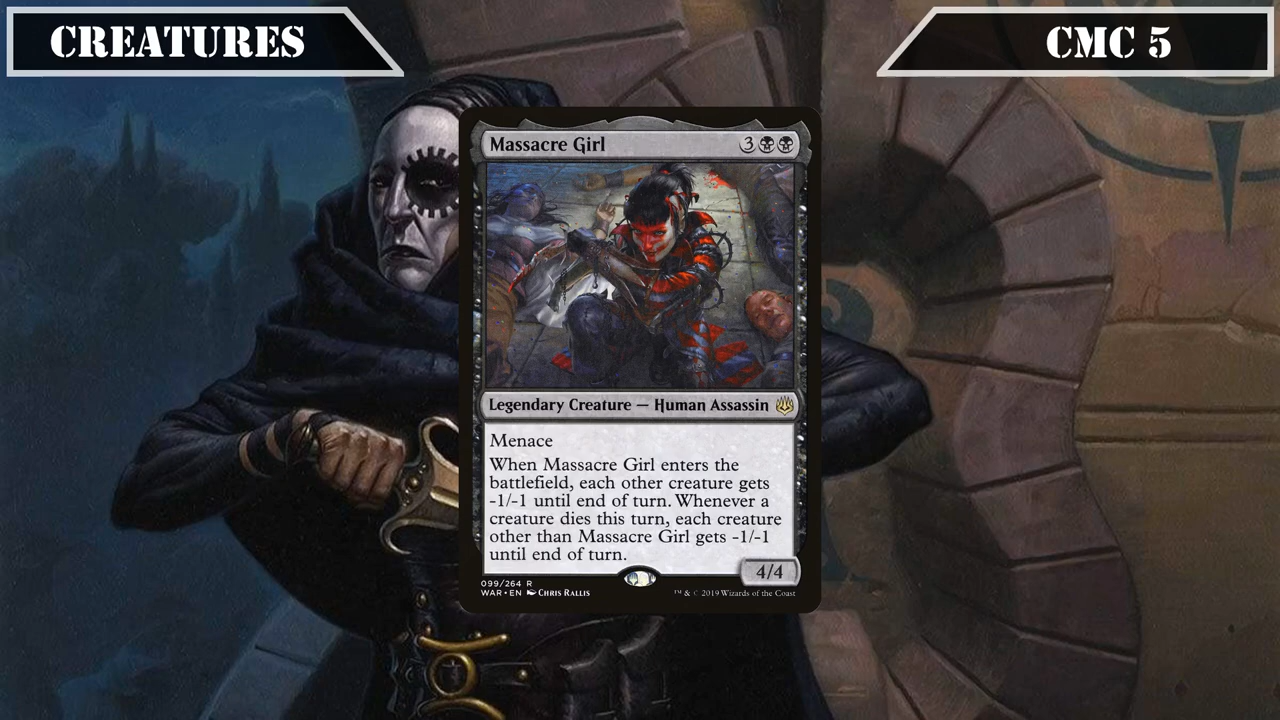 CREATURES
CMC 5
Massacre Girl 3
Legendary Creature — Human Assassin
Menace
When Massacre Girl enters the
battlefield, each other creature gets
-1/-1 until end of turn. Whenever a
creature dies this turn, each creature
other than Massacre Girl gets -1/-1
until end of turn.
4/4
099/264 R
WAR • EN Chris Rallis
™ & © 2019 Wizards of the Coast